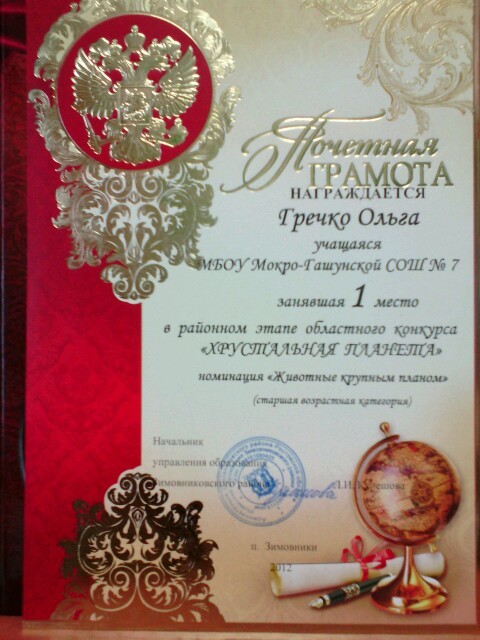 Почетная
ГРАМОТА
НАГРАЖДАЕТСЯ
Гречко Ольга
учащаяся
МБОУ Мокро-Гашунской СОШ № 7
занявшая 1 место
в районном этапе областного конкурса
«ХРУСТАЛЬНАЯ ПЛАНЕТА»
номинация «Животные крупным планом»
(старшая возрастная категория)
Начальник
управления образования
Зимовниковского района
п. Зимовники
2012